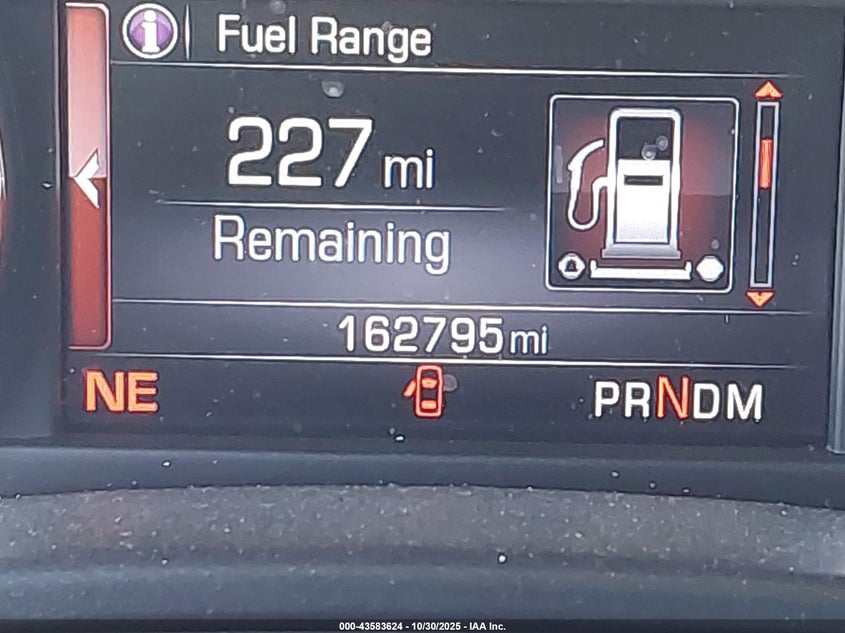 i Fuel Range
227 mi
Remaining
162795 mi
NE PRNDM
000-43583624 - 10/30/2025 - IAA Inc.